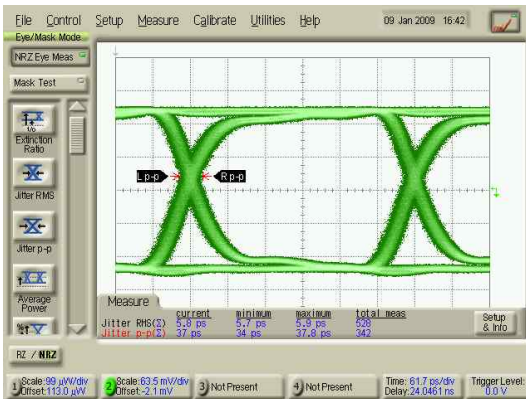 File Control Setup Measure Calibrate Utilities Help 09 Jan 2009 16:42
Eye/Mask Mode
NRZ Eye Meas
Mask Test
Extinction
Ratio
Jitter RMS
Jitter p-p
Average
Power
L p-p R p-p
Measure
current minimum maximum total meas
Jitter RMS(Σ) 5.8 ps 5.7 ps 5.9 ps 528
Jitter p-p(Σ) 37 ps 34 ps 37.8 ps 342
Setup
& Info
RZ / NRZ
1 Scale:99 µW/div
Offset:113.0 µW
2 Scale:63.5 mV/div
Offset:-2.1 mV
3 Not Present
4 Not Present
Time:61.7 ps/div
Delay:24.0461 ns
Trigger Level:
0.0 V